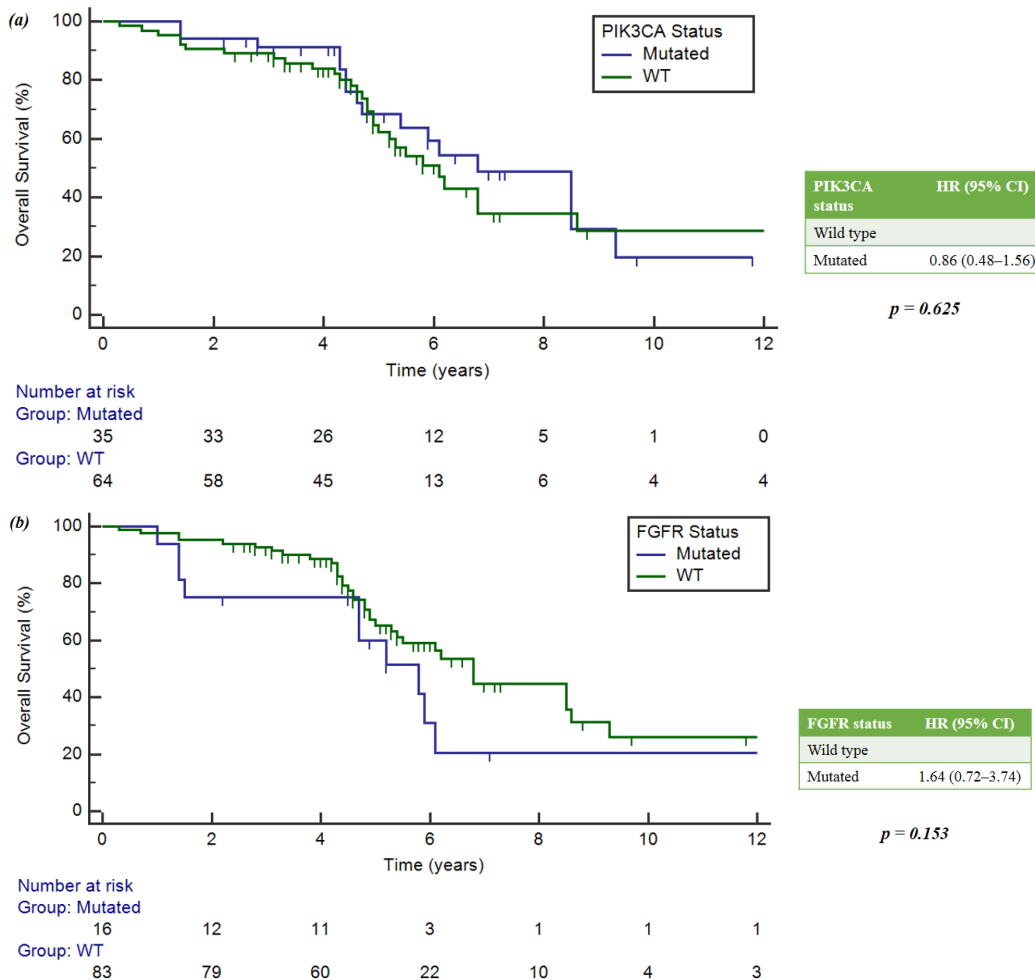 (a)
PIK3CA Status
Mutated
WT
Overall Survival (%)
100
80
60
40
20
0
0 2 4 6 8 10 12
Time (years)
PIK3CA status HR (95% CI)
Wild type
Mutated 0.86 (0.48–1.56)
p = 0.625
Number at risk
Group: Mutated
35 33 26 12 5 1 0
Group: WT
64 58 45 13 6 4 4
(b)
FGFR Status
Mutated
WT
Overall Survival (%)
100
80
60
40
20
0
0 2 4 6 8 10 12
Time (years)
FGFR status HR (95% CI)
Wild type
Mutated 1.64 (0.72–3.74)
p = 0.153
Number at risk
Group: Mutated
16 12 11 3 1 1 1
Group: WT
83 79 60 22 10 4 3